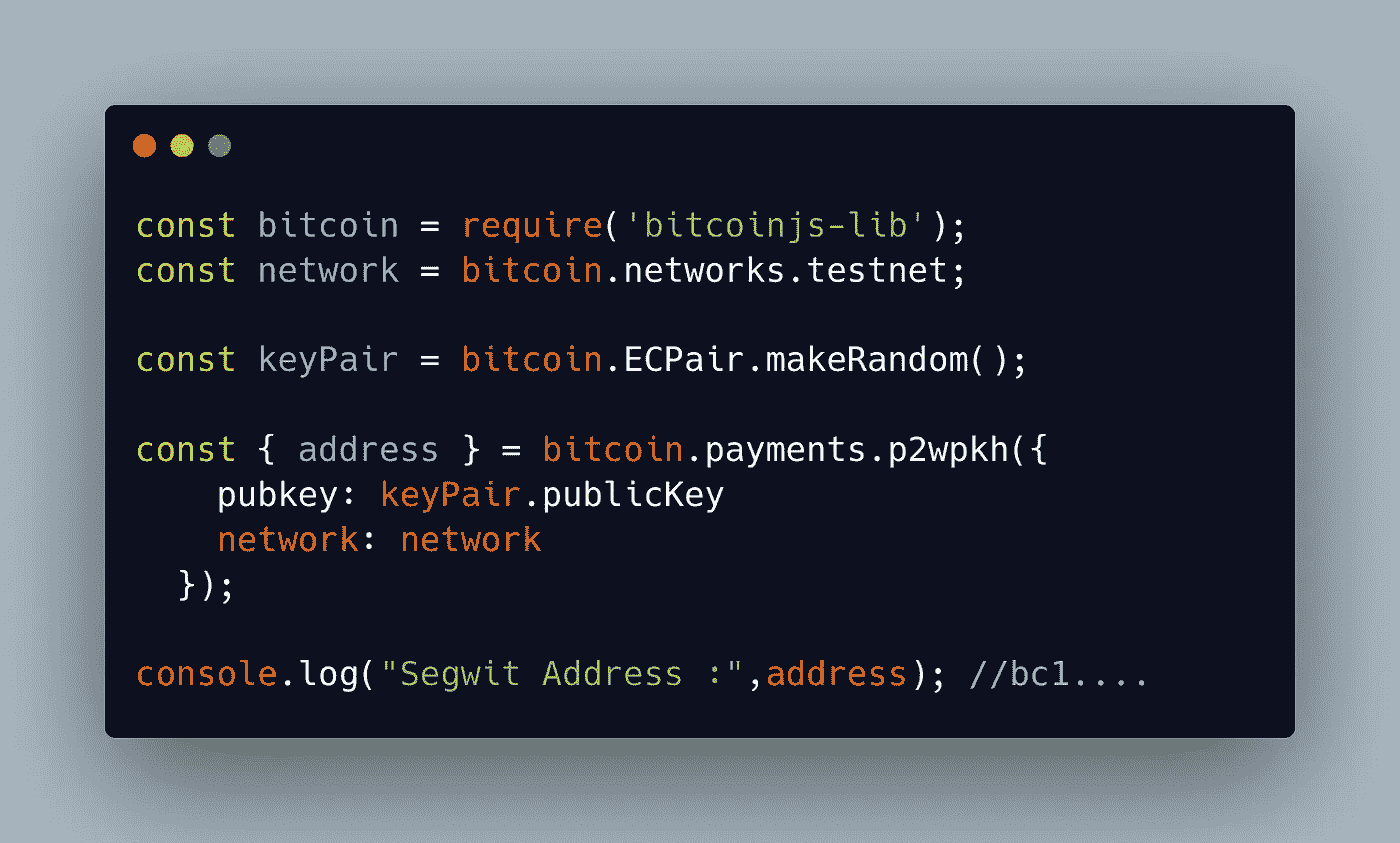 const bitcoin = require('bitcoinjs-lib');
const network = bitcoin.networks.testnet;
const keyPair = bitcoin.ECPair.makeRandom();
const { address } = bitcoin.payments.p2wpkh({
pubkey: keyPair.publicKey
network: network
});
console.log("Segwit Address :",address); //bc1....